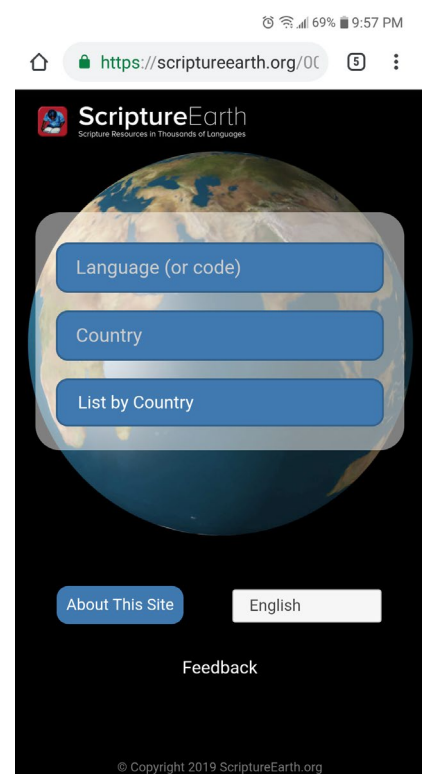 69% 9:57 PM
https://scriptureearth.org/00 5
ScriptureEarth
Scripture Resources in Thousands of Languages
Language (or code)
Country
List by Country
About This Site English
Feedback
© Copyright 2019 ScriptureEarth.org